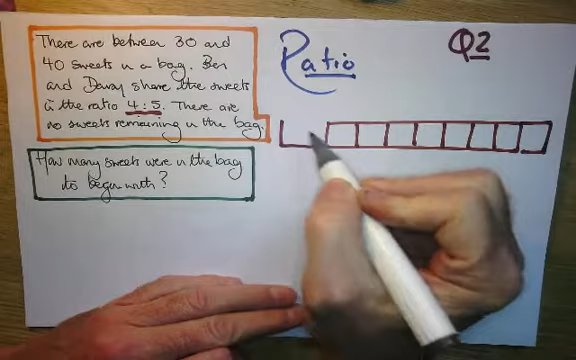 There are between 30 and
40 sweets in a bag. Ben
and Davy share the sweets
in the ratio 4:5. There are
no sweets remaining in the bag.
How many sweets were in the bag
to begin with?
Ratio
Q2